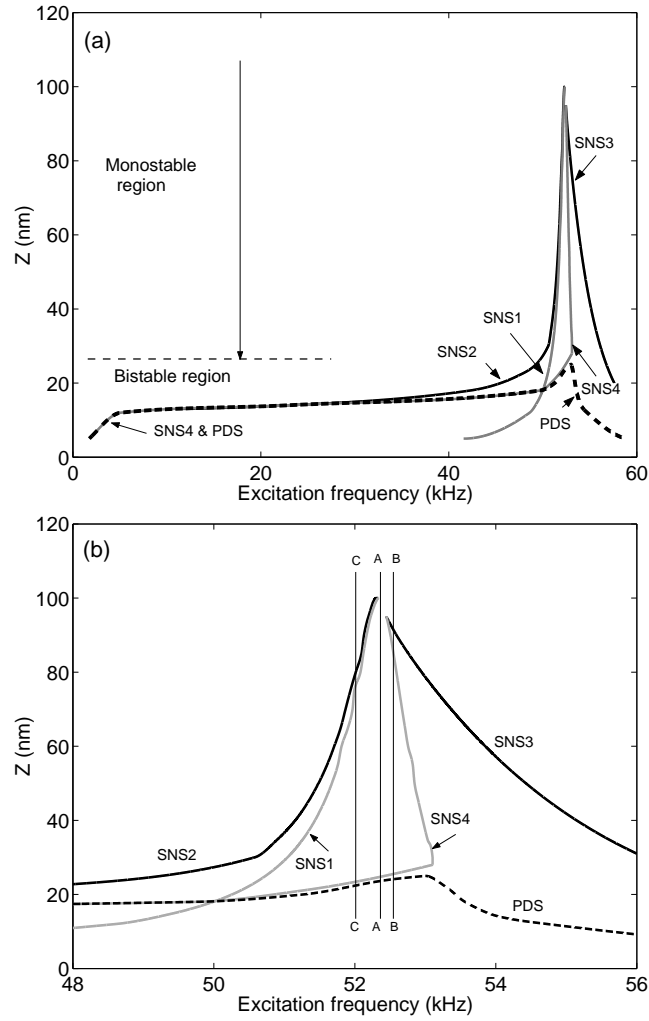 (a)
120
100
80
60
40
20
0
Z (nm)
Monostable
region
Bistable region
SNS4 & PDS
SNS2
SNS1
SNS3
SNS4
PDS
0 20 40 60
Excitation frequency (kHz)
(b)
120
100
80
60
40
20
0
Z (nm)
C A B
SNS2
SNS1
SNS3
SNS4
PDS
C A B
48 50 52 54 56
Excitation frequency (kHz)